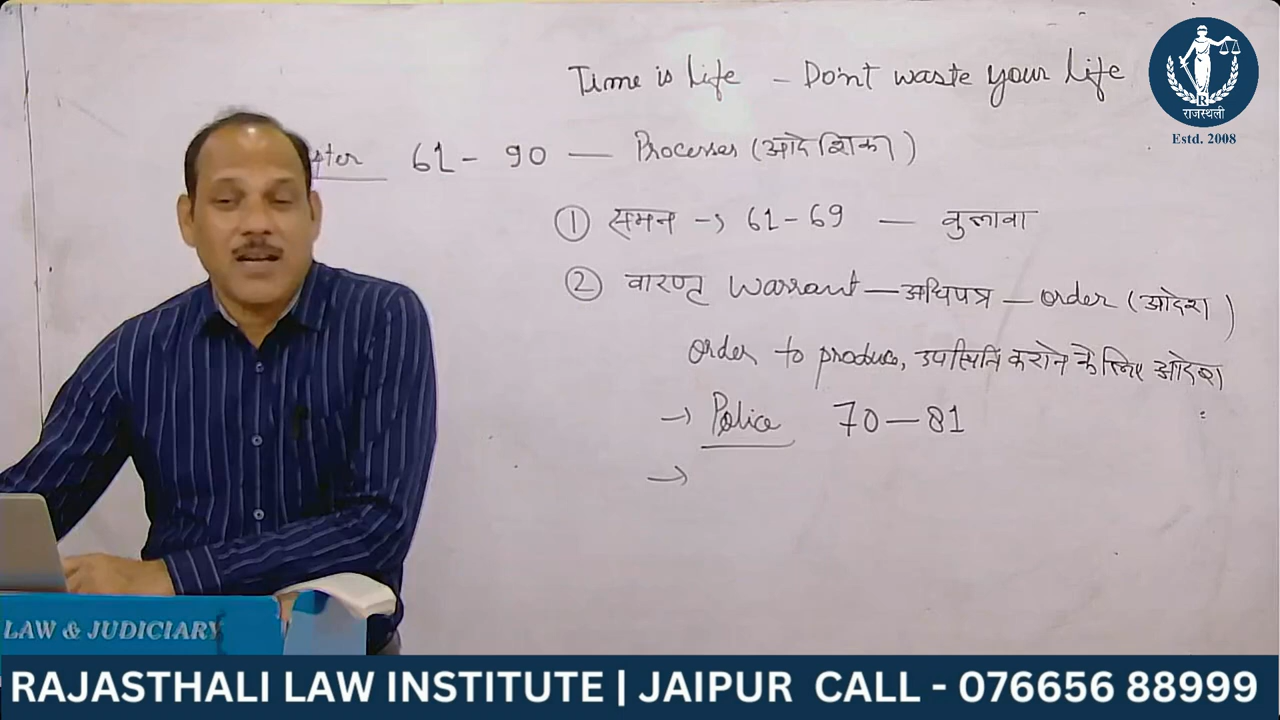 Time is life - Don't waste your life
राजस्थली
Estd. 2008
61 - 90 — Processes (आदेशिका)
① समन → 61-69 — बुलावा
② वारण्ट Warrant — अधिपत्र — order (आदेश)
order to produce, उपस्थिति कराने के लिए आदेश
→ Police 70-81
→
LAW & JUDICIARY
RAJASTHALI LAW INSTITUTE | JAIPUR CALL - 076656 88999